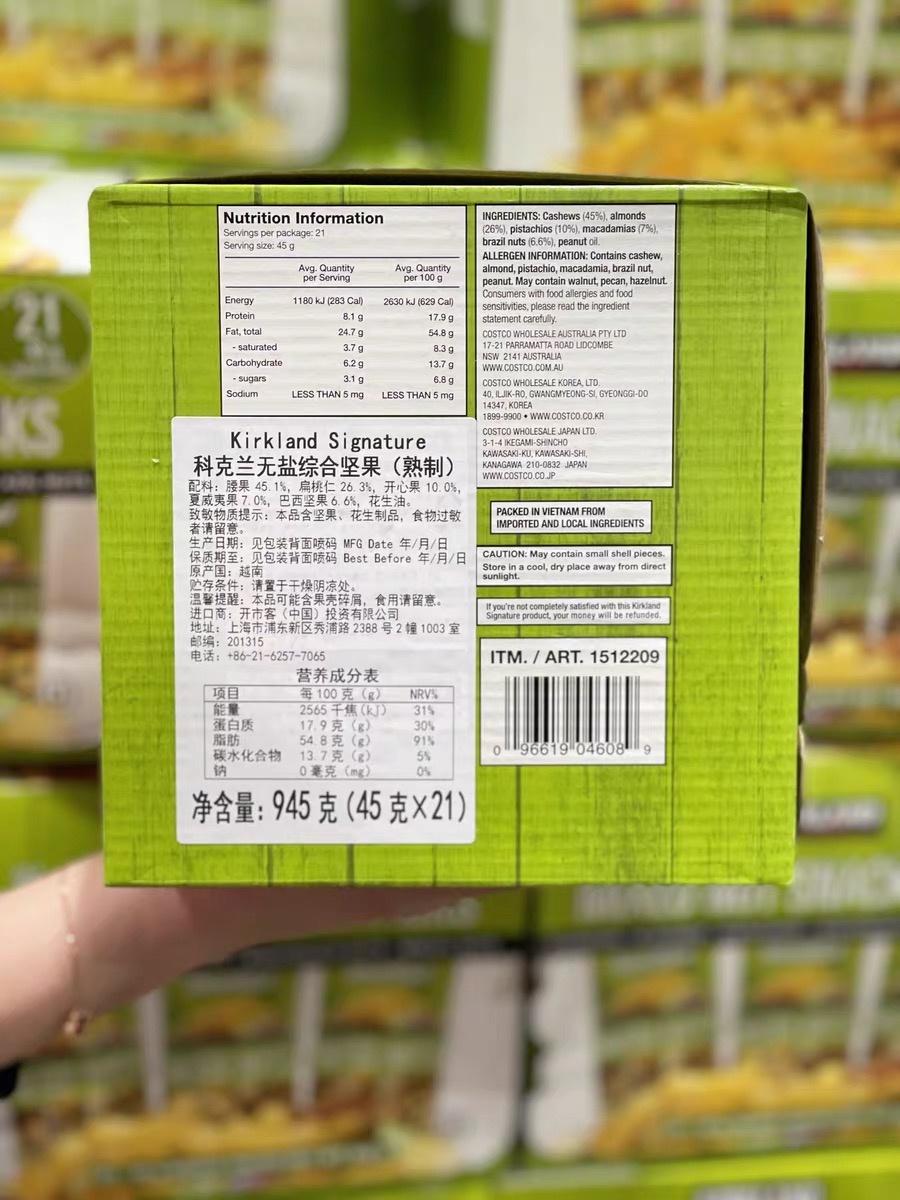 Nutrition Information
Servings per package: 21
Serving size: 45 g
Avg. Quantity per Serving Avg. Quantity per 100 g
Energy 1180 kJ (283 Cal) 2630 kJ (629 Cal)
Protein 8.1 g 17.9 g
Fat, total 24.7 g 54.8 g
- saturated 3.7 g 8.3 g
Carbohydrate 6.2 g 13.7 g
- sugars 3.1 g 6.8 g
Sodium LESS THAN 5 mg LESS THAN 5 mg
INGREDIENTS: Cashews (45%), almonds
(26%), pistachios (10%), macadamias (7%),
brazil nuts (6.6%), peanut oil.
ALLERGEN INFORMATION: Contains cashew,
almond, pistachio, macadamia, brazil nut,
peanut. May contain walnut, pecan, hazelnut.
Consumers with food allergies and food
sensitivities, please read the ingredient
statement carefully.
COSTCO WHOLESALE AUSTRALIA PTY LTD
17-21 PARRAMATTA ROAD LIDCOMBE
NSW 2141 AUSTRALIA
WWW.COSTCO.COM.AU
COSTCO WHOLESALE KOREA, LTD.
40, ILJIK-RO, GWANGMYEONG-SI, GYEONGGI-DO
14347, KOREA
1899-9900 • WWW.COSTCO.CO.KR
COSTCO WHOLESALE JAPAN LTD.
3-1-4 IKEGAMI-SHINCHO
KAWASAKI-KU, KAWASAKI-SHI,
KANAGAWA 210-0832 JAPAN
WWW.COSTCO.CO.JP
PACKED IN VIETNAM FROM
IMPORTED AND LOCAL INGREDIENTS
CAUTION: May contain small shell pieces.
Store in a cool, dry place away from direct
sunlight.
If you're not completely satisfied with this Kirkland
Signature product, your money will be refunded.
ITM. / ART. 1512209
0 96619 04608 9
Kirkland Signature
科克兰无盐综合坚果（熟制）
配料：腰果 45.1%，扁桃仁 26.3%，开心果 10.0%，
夏威夷果 7.0%，巴西坚果 6.6%，花生油。
致敏物质提示：本品含坚果、花生制品，食物过敏
者请留意。
生产日期：见包装背面喷码 MFG Date 年/月/日
保质期至：见包装背面喷码 Best Before 年/月/日
原产国：越南
贮存条件：请置于干燥阴凉处。
温馨提醒：本品可能含果壳碎屑，食用请留意。
进口商：开市客（中国）投资有限公司
地址：上海市浦东新区秀浦路 2388 号 2 幢 1003 室
邮编：201315
电话：+86-21-6257-7065
营养成分表
项目 每 100 克（g） NRV%
能量 2565 千焦(kJ) 31%
蛋白质 17.9 克（g） 30%
脂肪 54.8 克（g） 91%
碳水化合物 13.7 克（g） 5%
钠 0 毫克（mg） 0%
净含量：945 克 (45 克×21)
21
KS